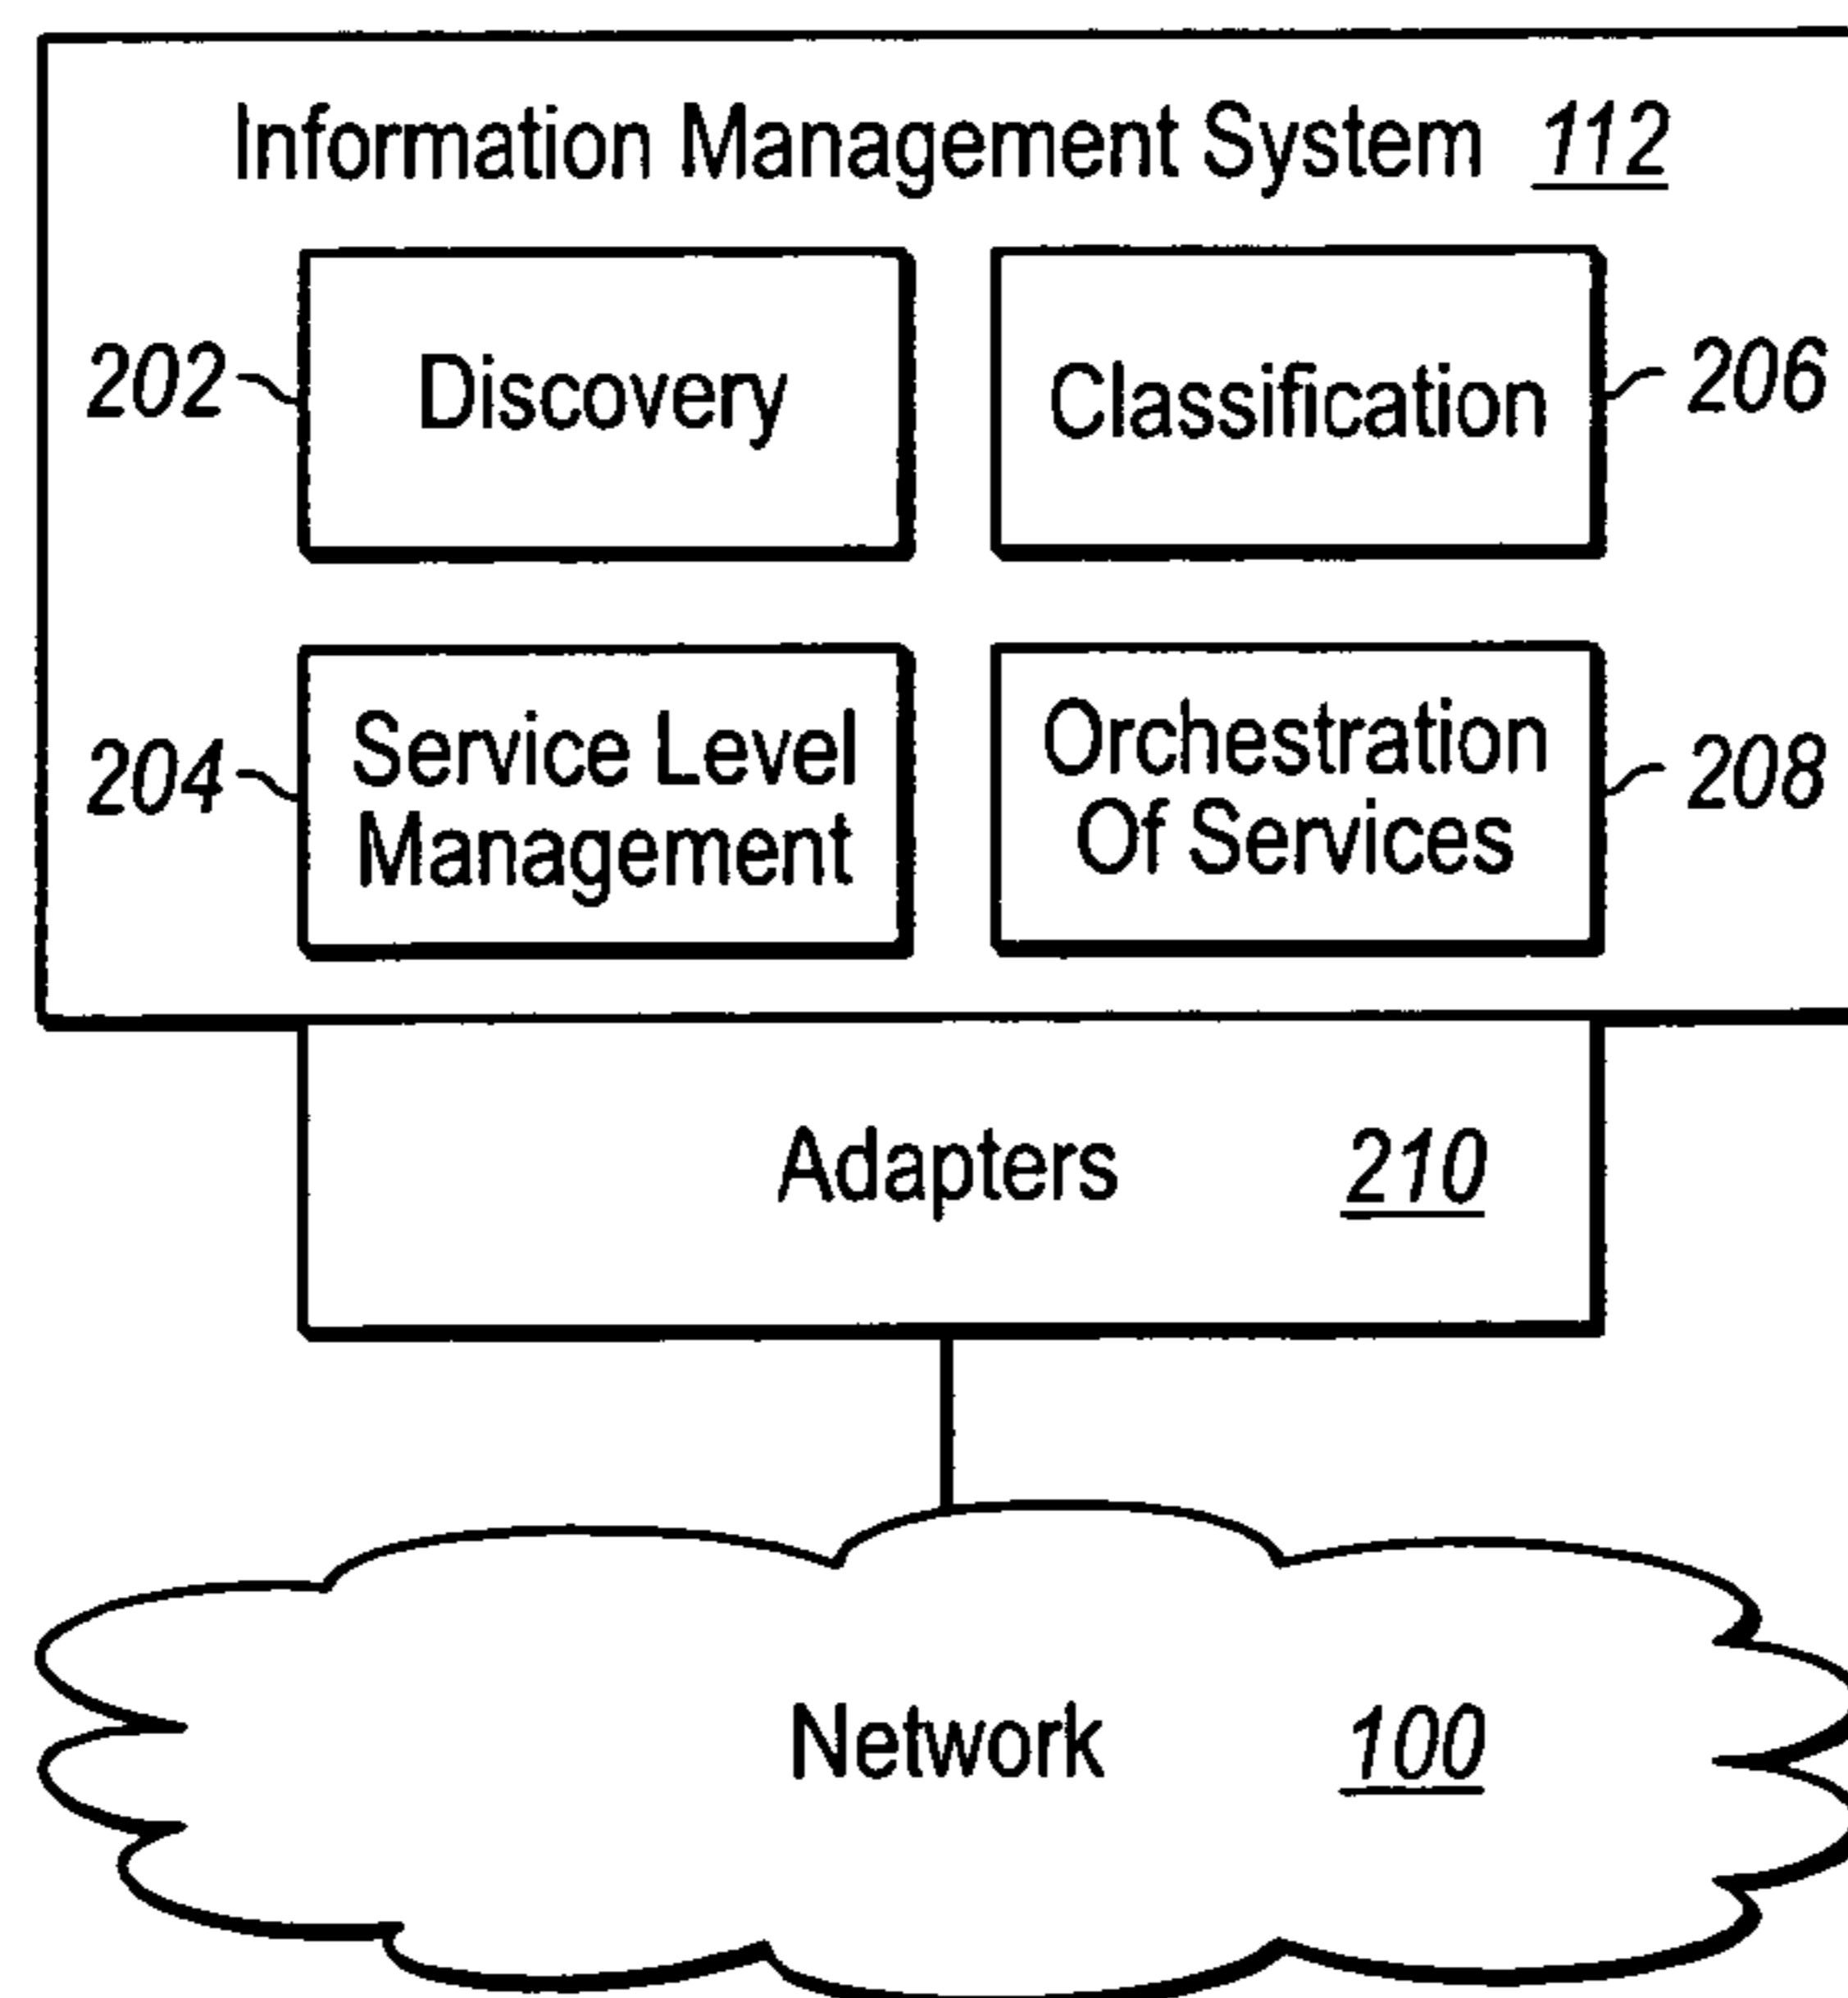 Information Management System 112
202 Discovery
Classification 206
204 Service Level
Management
Orchestration
Of Services 208
Adapters 210
Network 100